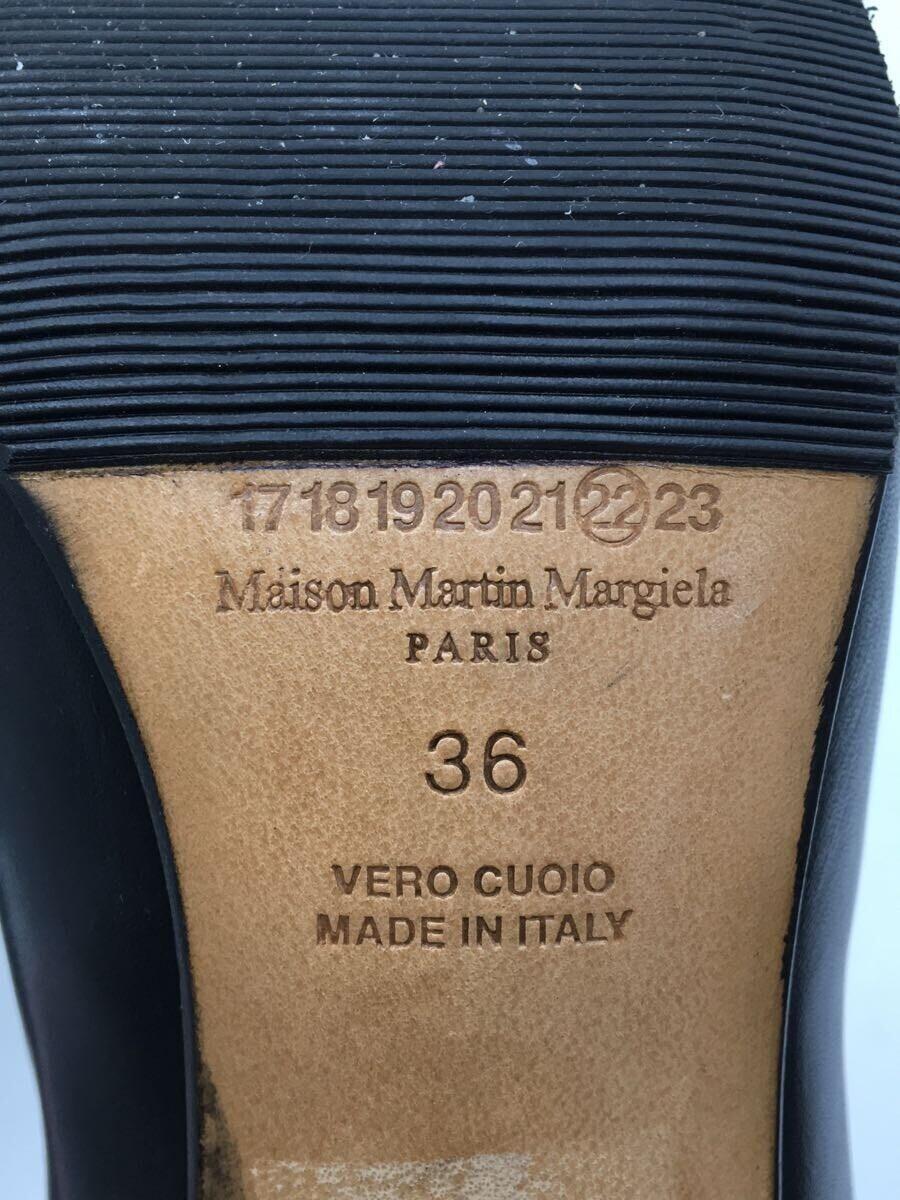 17 18 19 20 21 22 23
Maison Martin Margiela
PARIS
36
VERO CUOIO
MADE IN ITALY